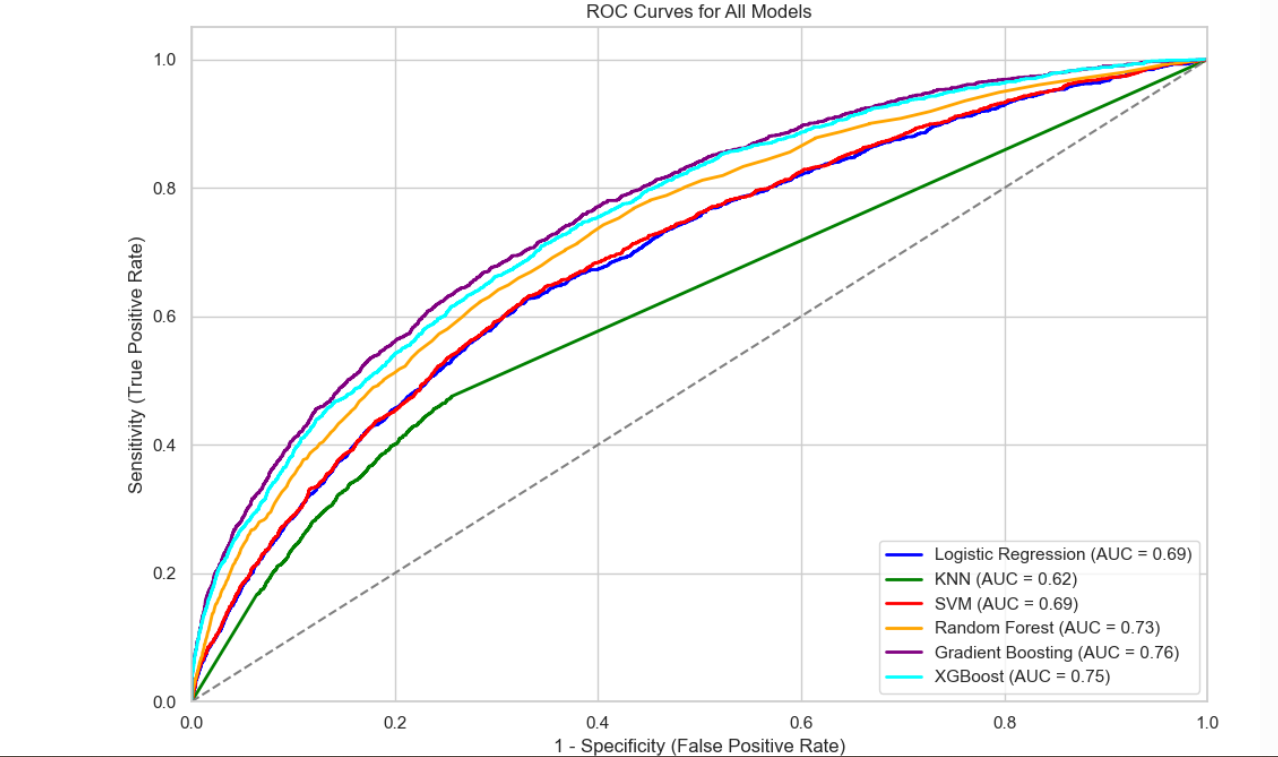 ROC Curves for All Models
1.0
0.8
0.6
0.4
0.2
0.0
Sensitivity (True Positive Rate)
Logistic Regression (AUC = 0.69)
KNN (AUC = 0.62)
SVM (AUC = 0.69)
Random Forest (AUC = 0.73)
Gradient Boosting (AUC = 0.76)
XGBoost (AUC = 0.75)
0.0 0.2 0.4 0.6 0.8 1.0
1 - Specificity (False Positive Rate)